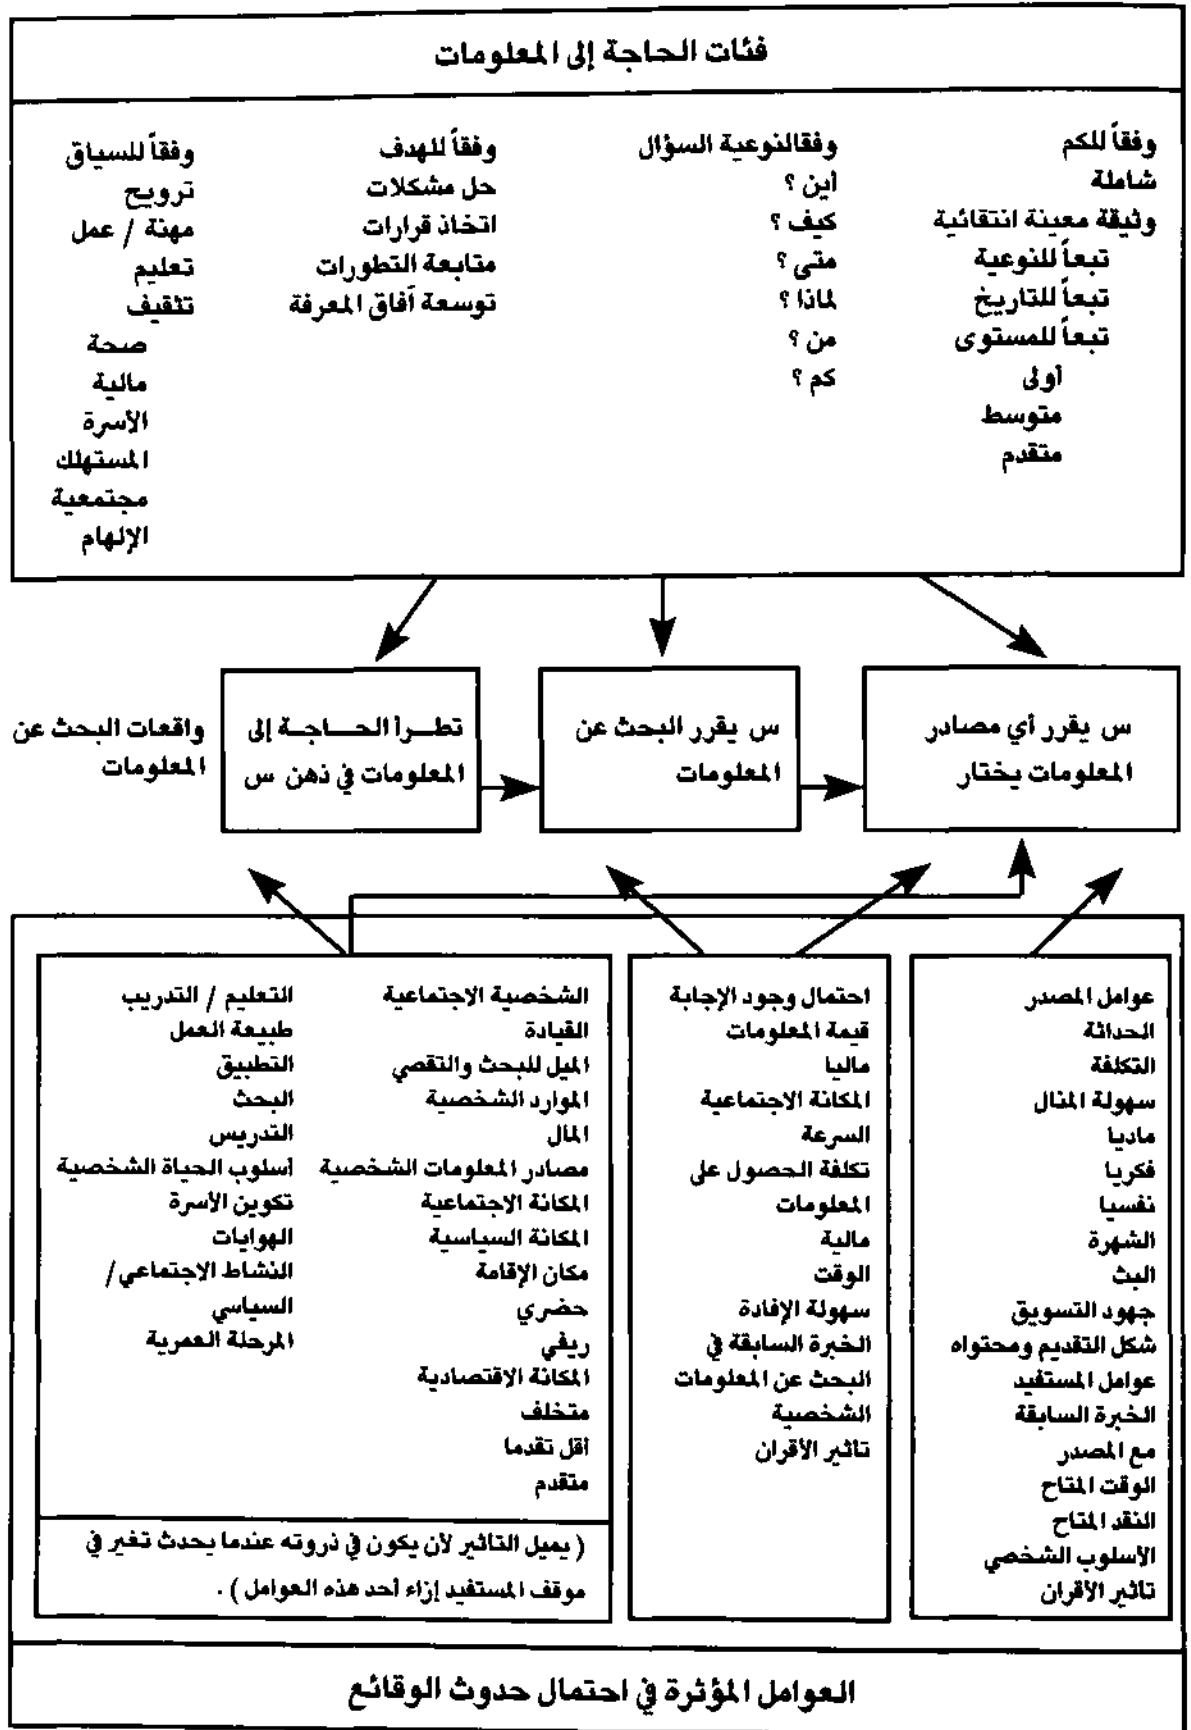 فئات الحاجة إلى المعلومات
وفقاً للكم
شاملة
وثيقة معينة انتقائية
تبعاً للنوعية
تبعاً للتاريخ
تبعاً للمستوى
أولى
متوسط
متقدم
وفقالنوعية السؤال
أين ؟
كيف ؟
متى ؟
لماذا ؟
من ؟
كم ؟
وفقاً للهدف
حل مشكلات
اتخاذ قرارات
متابعة التطورات
توسعة آفاق المعرفة
وفقاً للسياق
ترويح
مهنة / عمل
تعليم
تثقيف
صحة
مالية
الأسرة
المستهلك
مجتمعية
الإلهام
س يقرر أي مصادر
المعلومات يختار
س يقرر البحث عن
المعلومات
تطرأ الحاجة إلى
المعلومات في ذهن س
واقعات البحث عن
المعلومات
عوامل المصدر
الحداثة
التكلفة
سهولة المنال
ماديا
فكريا
نفسيا
الشهرة
البث
جهود التسويق
شكل التقديم ومحتواه
عوامل المستفيد
الخبرة السابقة
مع المصدر
الوقت المتاح
النقد المتاح
الأسلوب الشخصي
تأثير الأقران
احتمال وجود الإجابة
قيمة المعلومات
ماليا
المكانة الاجتماعية
السرعة
تكلفة الحصول على
المعلومات
مالية
الوقت
سهولة الإفادة
الخبرة السابقة في
البحث عن المعلومات
الشخصية
تأثير الأقران
الشخصية الاجتماعية
القيادة
الميل للبحث والتقصي
الموارد الشخصية
المال
مصادر المعلومات الشخصية
المكانة الاجتماعية
المكانة السياسية
مكان الإقامة
حضري
ريفي
المكانة الاقتصادية
متخلف
أقل تقدما
متقدم
التعليم / التدريب
طبيعة العمل
التطبيق
البحث
التدريس
أسلوب الحياة الشخصية
تكوين الأسرة
الهوايات
النشاط الاجتماعي/
السياسي
المرحلة العمرية
( يميل التأثير لأن يكون في ذروته عندما يحدث تغير في
موقف المستفيد إزاء أحد هذه العوامل ) .
العوامل المؤثرة في احتمال حدوث الوقائع